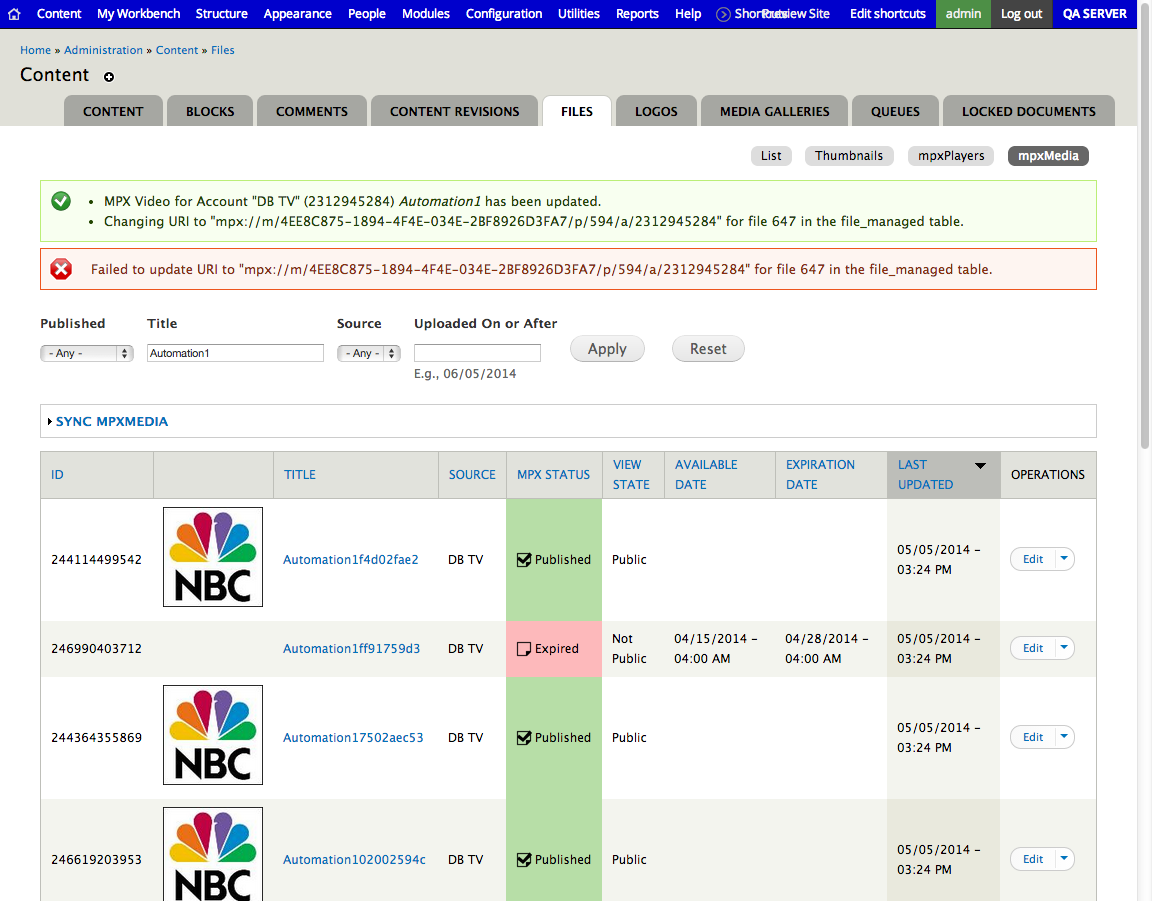 Content My Workbench Structure Appearance People Modules Configuration Utilities Reports Help Preview Site Edit shortcuts admin Log out QA SERVER
Home » Administration » Content » Files
Content
CONTENT BLOCKS COMMENTS CONTENT REVISIONS FILES LOGOS MEDIA GALLERIES QUEUES LOCKED DOCUMENTS
List Thumbnails mpxPlayers mpxMedia
• MPX Video for Account "DB TV" (2312945284) Automation1 has been updated.
• Changing URI to "mpx://m/4EE8C875-1894-4F4E-034E-2BF8926D3FA7/p/594/a/2312945284" for file 647 in the file_managed table.
Failed to update URI to "mpx://m/4EE8C875-1894-4F4E-034E-2BF8926D3FA7/p/594/a/2312945284" for file 647 in the file_managed table.
Published Title Source Uploaded On or After
- Any - Automation1 - Any - Apply Reset
E.g., 06/05/2014
SYNC MPXMEDIA
ID TITLE SOURCE MPX STATUS VIEW STATE AVAILABLE DATE EXPIRATION DATE LAST UPDATED OPERATIONS
244114499542 NBC Automation1f4d02fae2 DB TV Published Public 05/05/2014 - 03:24 PM Edit
246990403712 Automation1ff91759d3 DB TV Expired Not Public 04/15/2014 - 04:00 AM 04/28/2014 - 04:00 AM 05/05/2014 - 03:24 PM Edit
244364355869 NBC Automation17502aec53 DB TV Published Public 05/05/2014 - 03:24 PM Edit
246619203953 NBC Automation102002594c DB TV Published Public 05/05/2014 - 03:24 PM Edit